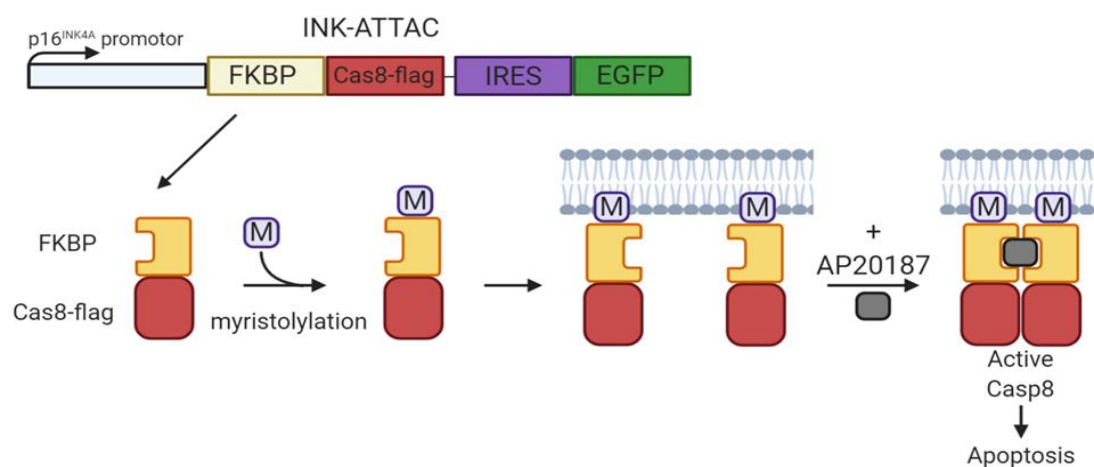 INK-ATTAC
p16INK4A promotor
FKBP Cas8-flag IRES EGFP
M
M
M M
M M
FKBP
+
AP20187
Cas8-flag
myristolylation
Active
Casp8
Apoptosis